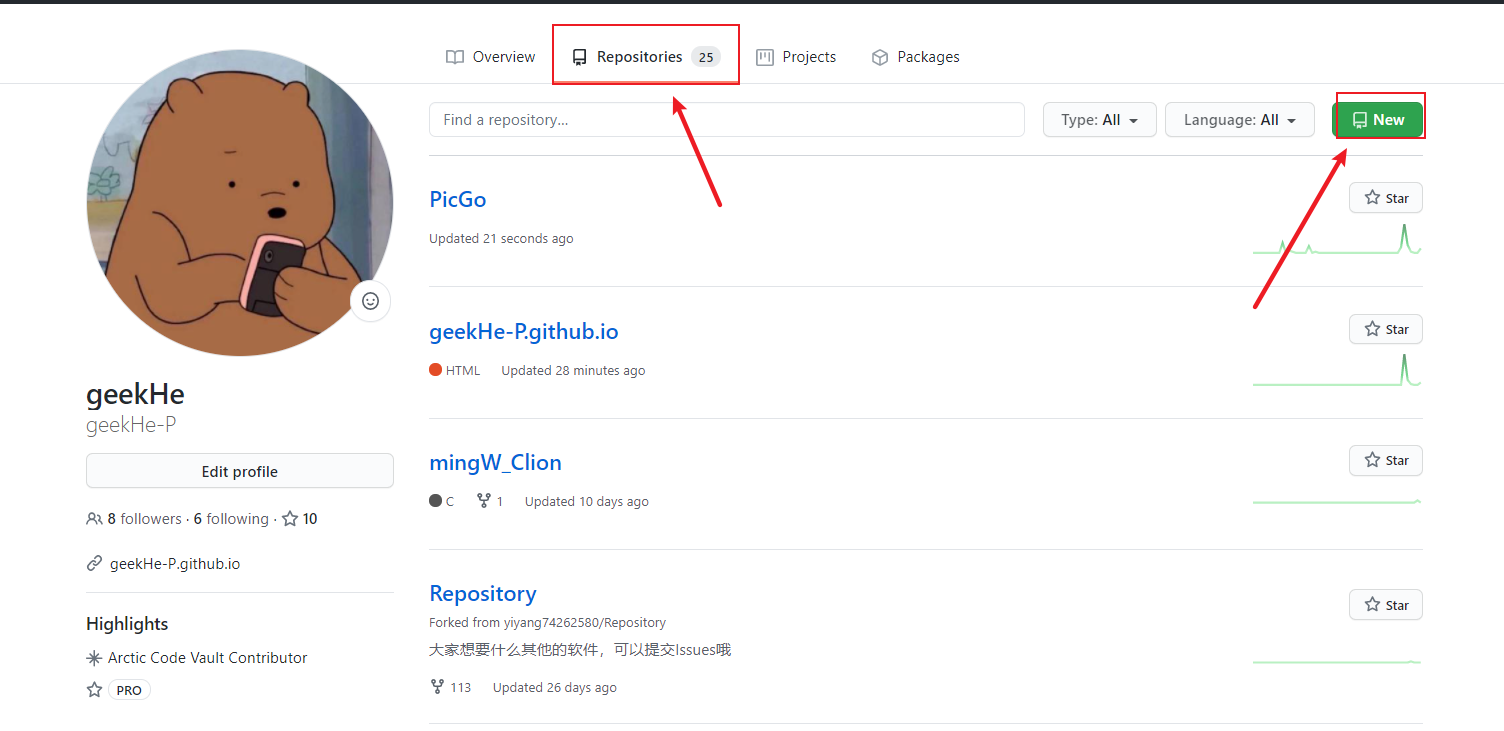 Overview Repositories 25 Projects Packages
Find a repository... Type: All Language: All New
PicGo Star
Updated 21 seconds ago
geekHe-P.github.io Star
HTML Updated 28 minutes ago
mingW_Clion Star
C 1 Updated 10 days ago
Repository Star
Forked from yiyang74262580/Repository
大家想要什么其他的软件，可以提交Issues哦
113 Updated 26 days ago
geekHe
geekHe-P
Edit profile
8 followers · 6 following · 10
geekHe-P.github.io
Highlights
Arctic Code Vault Contributor
PRO